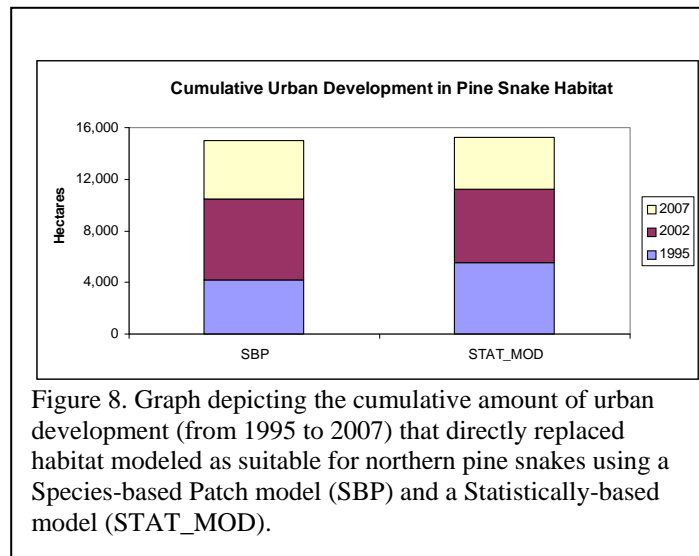 Cumulative Urban Development in Pine Snake Habitat
16,000
12,000
8,000
4,000
0
Hectares
SBP
STAT_MOD
2007
2002
1995
Figure 8. Graph depicting the cumulative amount of urban
development (from 1995 to 2007) that directly replaced
habitat modeled as suitable for northern pine snakes using a
Species-based Patch model (SBP) and a Statistically-based
model (STAT_MOD).